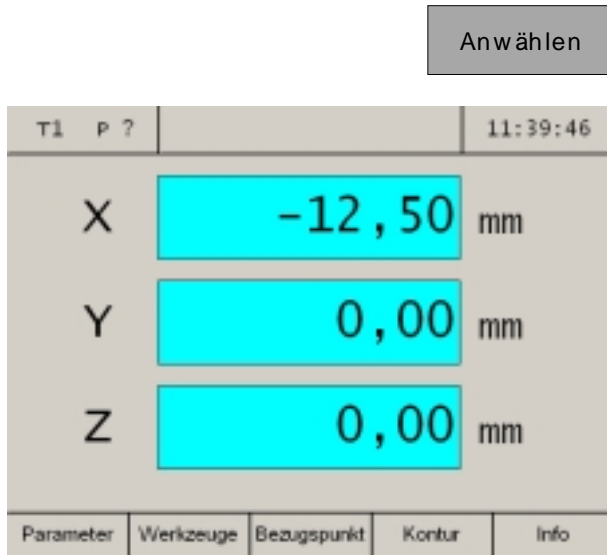 Anwählen
T1 P ? 11:39:46
X -12,50 mm
Y 0,00 mm
Z 0,00 mm
Parameter Werkzeuge Bezugspunkt Kontur Info